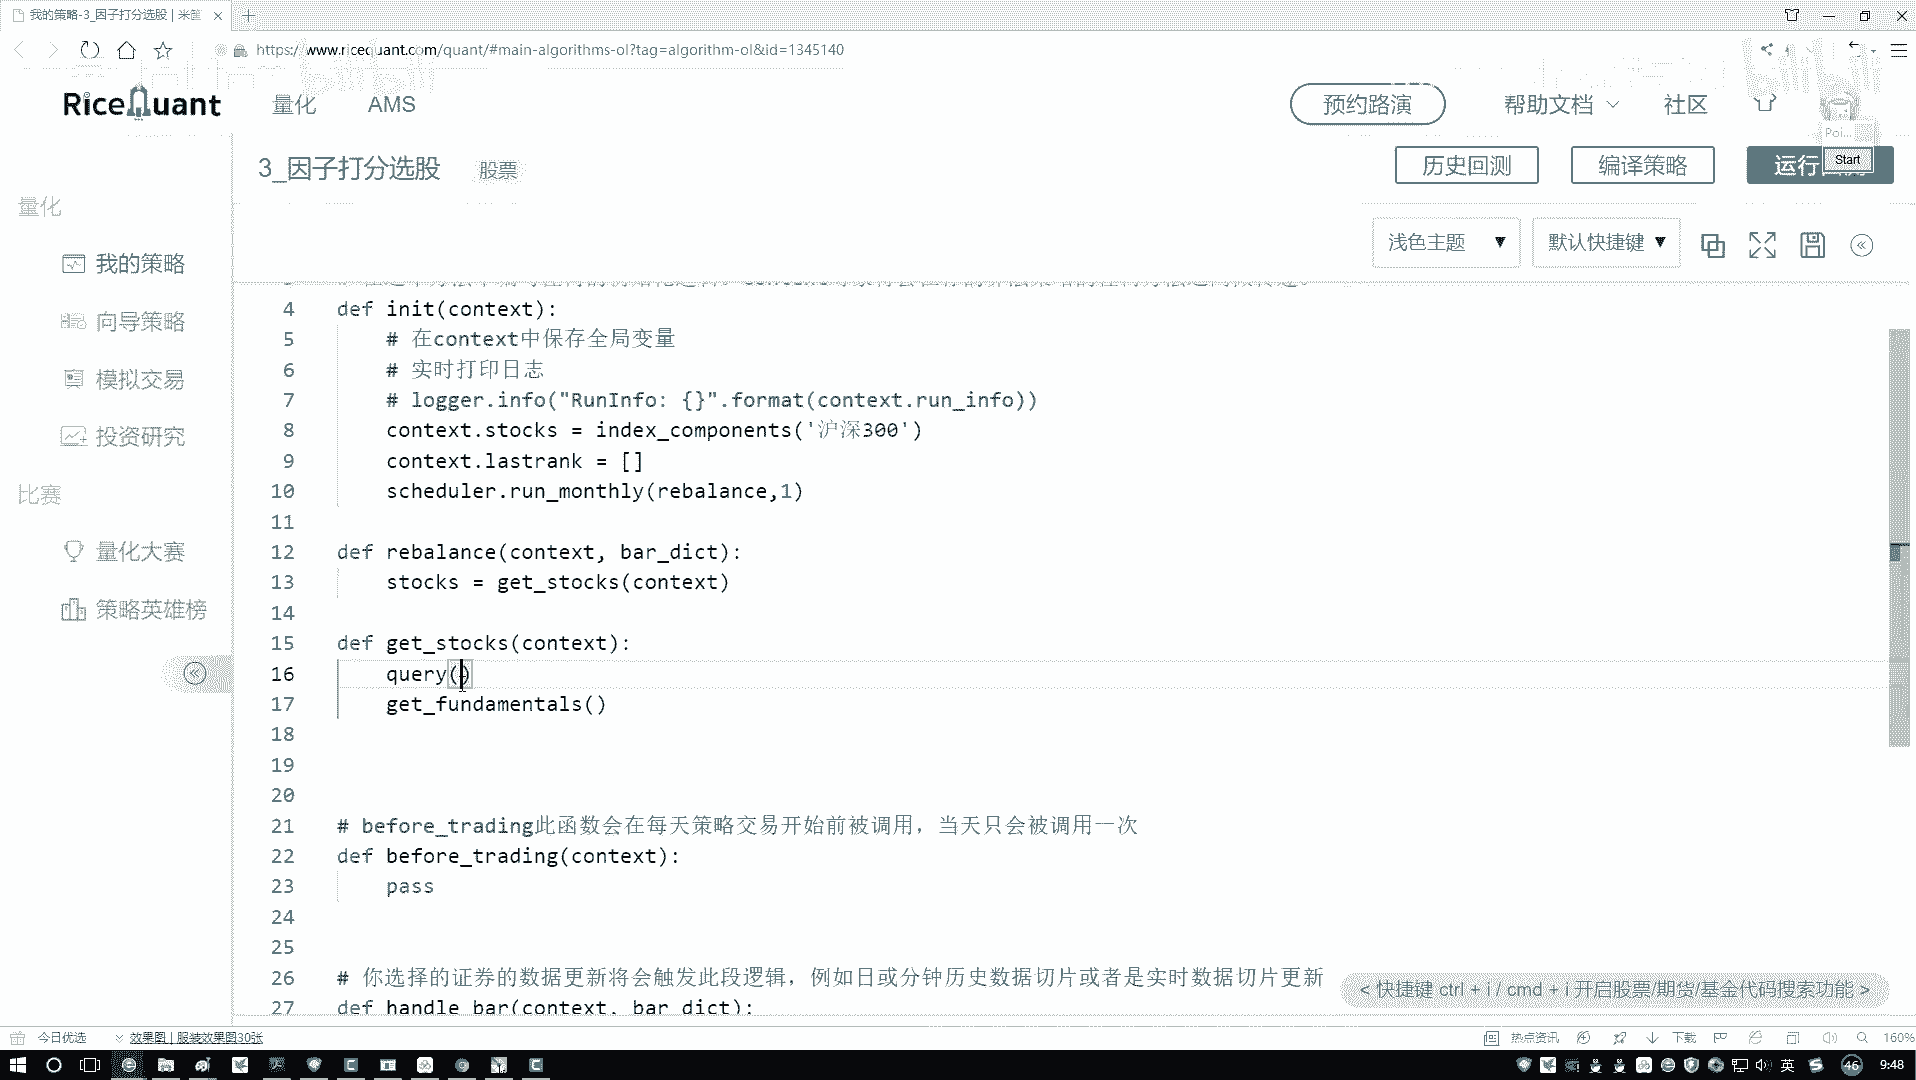 我的策略-3_因子打分选股 | 米筐
https://www.ricequant.com/quant/#main-algorithms-ol?tag=algorithm-ol&id=1345140
RiceQuant 量化 AMS 预约路演 帮助文档 社区
Poi...
3_因子打分选股 股票 历史回测 编译策略 运行 Start
量化
浅色主题 ▼ 默认快捷键 ▼
我的策略
向导策略
模拟交易
投资研究
比赛
量化大赛
策略英雄榜
4 def init(context):
5 # 在context中保存全局变量
6 # 实时打印日志
7 # logger.info("RunInfo: {}".format(context.run_info))
8 context.stocks = index_components('沪深300')
9 context.lastrank = []
10 scheduler.run_monthly(rebalance,1)
11
12 def rebalance(context, bar_dict):
13 stocks = get_stocks(context)
14
15 def get_stocks(context):
16 query()
17 get_fundamentals()
18
19
20
21 # before_trading此函数会在每天策略交易开始前被调用，当天只会被调用一次
22 def before_trading(context):
23 pass
24
25
26 # 你选择的证券的数据更新将会触发此段逻辑，例如日或分钟历史数据切片或者是实时数据切片更新
27 def handle_bar(context, bar_dict):
< 快捷键 ctrl + i / cmd + i 开启股票/期货/基金代码搜索功能 >
今日优选 效果图 | 服装效果图30张 热点资讯 下载 160%
英 46 9:48